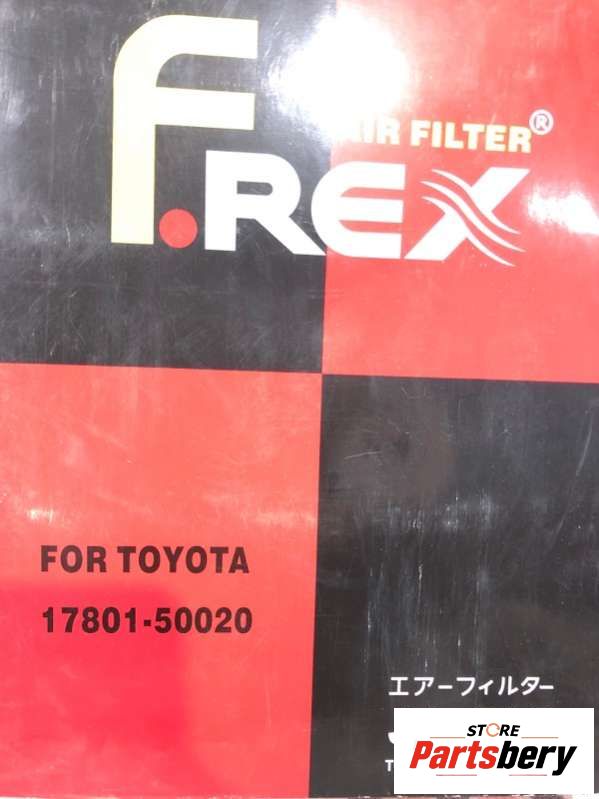 AIR FILTER®
F.REX
FOR TOYOTA
17801-50020
エアーフィルター
STORE
Partsbery